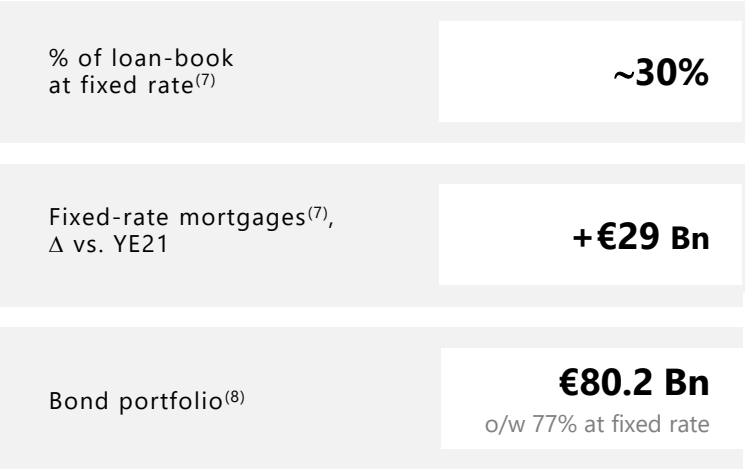 % of loan-book
at fixed rate(7)
~30%
Fixed-rate mortgages(7),
Δ vs. YE21
+€29 Bn
Bond portfolio(8)
€80.2 Bn
o/w 77% at fixed rate